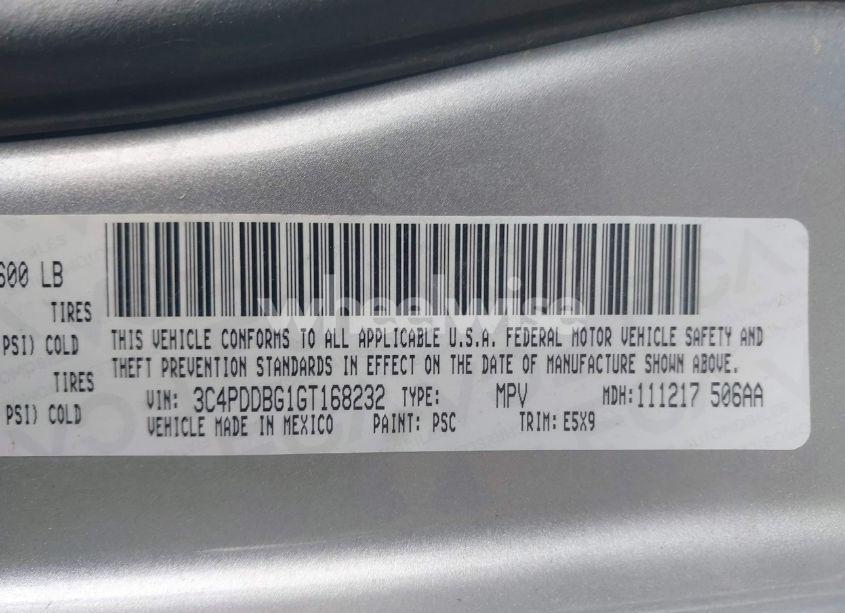 600 LB
TIRES
PSI) COLD
TIRES
PSI) COLD
wheelwise
THIS VEHICLE CONFORMS TO ALL APPLICABLE U.S.A. FEDERAL MOTOR VEHICLE SAFETY AND
THEFT PREVENTION STANDARDS IN EFFECT ON THE DATE OF MANUFACTURE SHOWN ABOVE.
VIN: 3C4PDDBG1GT168232 TYPE: MPV MDH:111217 506AA
VEHICLE MADE IN MEXICO PAINT: PSC TRIM: E5X9